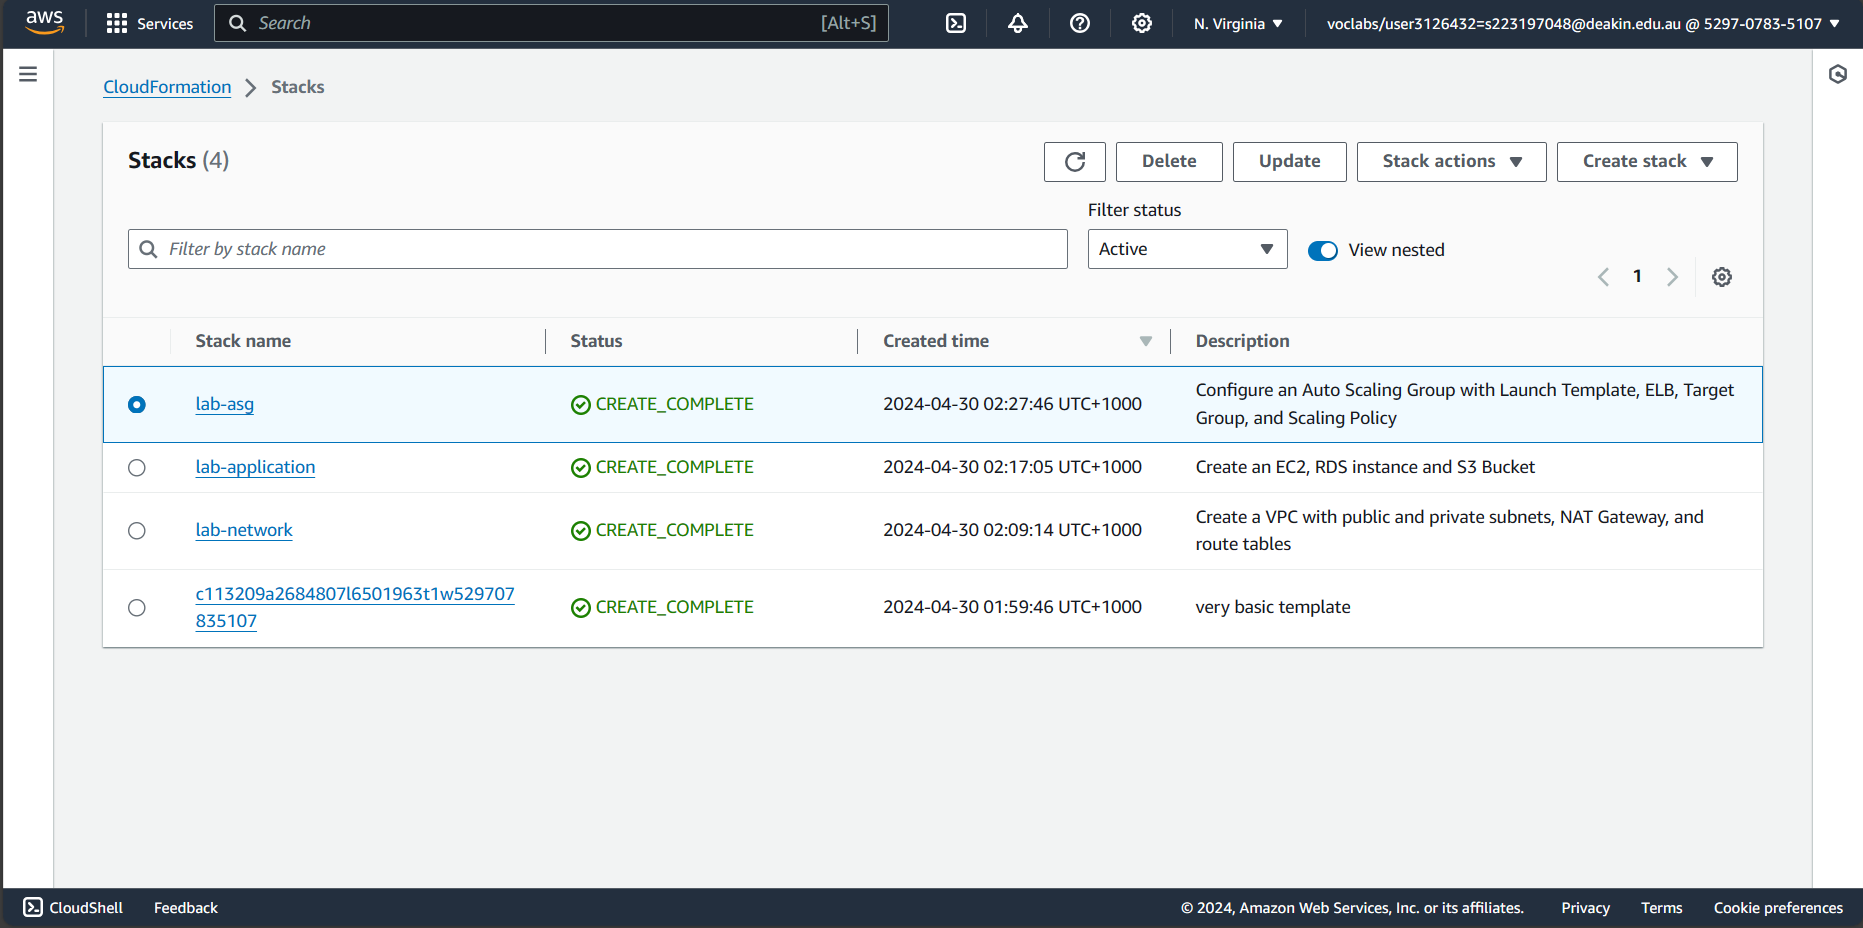 aws
Services
Search
[Alt+S]
N. Virginia
voclabs/user3126432=s223197048@deakin.edu.au @ 5297-0783-5107
CloudFormation
Stacks
Stacks (4)
Delete
Update
Stack actions
Create stack
Filter status
Filter by stack name
Active
View nested
1
Stack name
Status
Created time
Description
lab-asg
CREATE_COMPLETE
2024-04-30 02:27:46 UTC+1000
Configure an Auto Scaling Group with Launch Template, ELB, Target
Group, and Scaling Policy
lab-application
CREATE_COMPLETE
2024-04-30 02:17:05 UTC+1000
Create an EC2, RDS instance and S3 Bucket
lab-network
CREATE_COMPLETE
2024-04-30 02:09:14 UTC+1000
Create a VPC with public and private subnets, NAT Gateway, and
route tables
c113209a2684807l6501963t1w529707
835107
CREATE_COMPLETE
2024-04-30 01:59:46 UTC+1000
very basic template
CloudShell
Feedback
© 2024, Amazon Web Services, Inc. or its affiliates.
Privacy
Terms
Cookie preferences